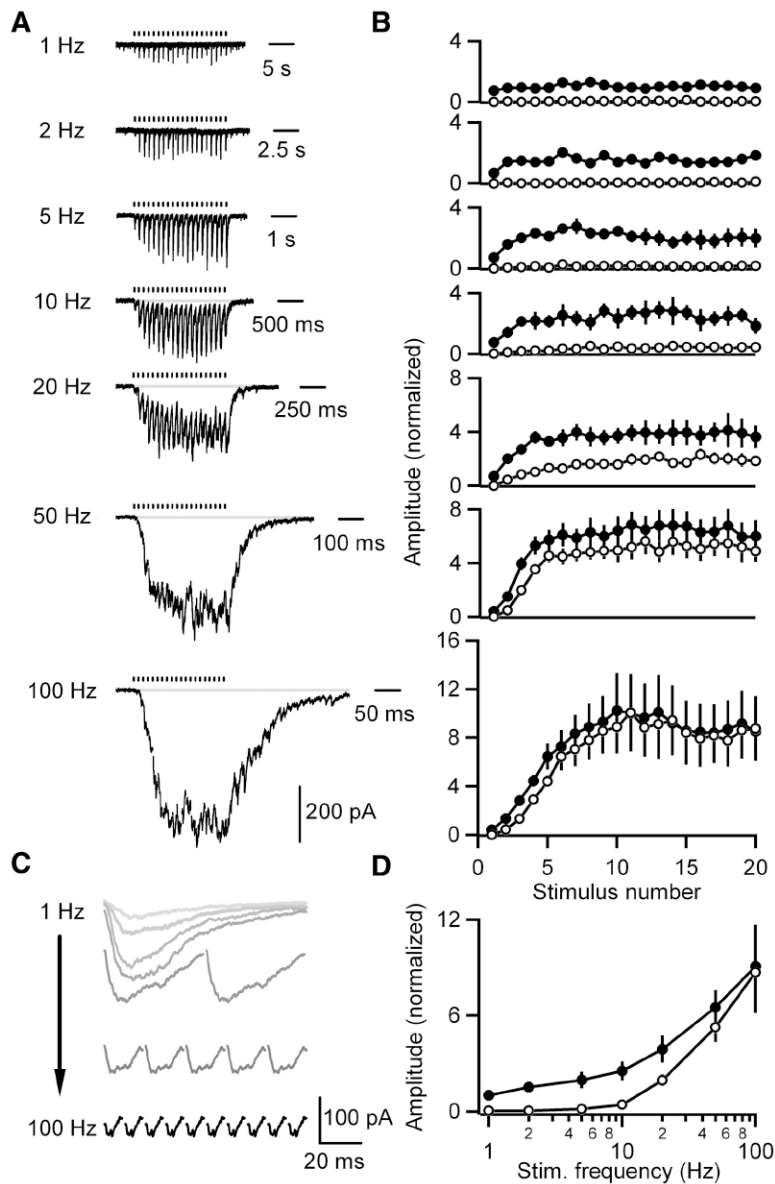 A
1 Hz
5 s
2 Hz
2.5 s
5 Hz
1 s
10 Hz
500 ms
20 Hz
250 ms
50 Hz
100 ms
100 Hz
50 ms
200 pA
B
4
0
4
0
4
0
4
0
8
4
0
8
4
0
16
12
8
4
0
0 5 10 15 20
Stimulus number
Amplitude (normalized)
C
1 Hz
100 Hz
100 pA
20 ms
D
12
6
0
Amplitude (normalized)
2 4 6 8 2 4 6 8
1 10 100
Stim. frequency (Hz)